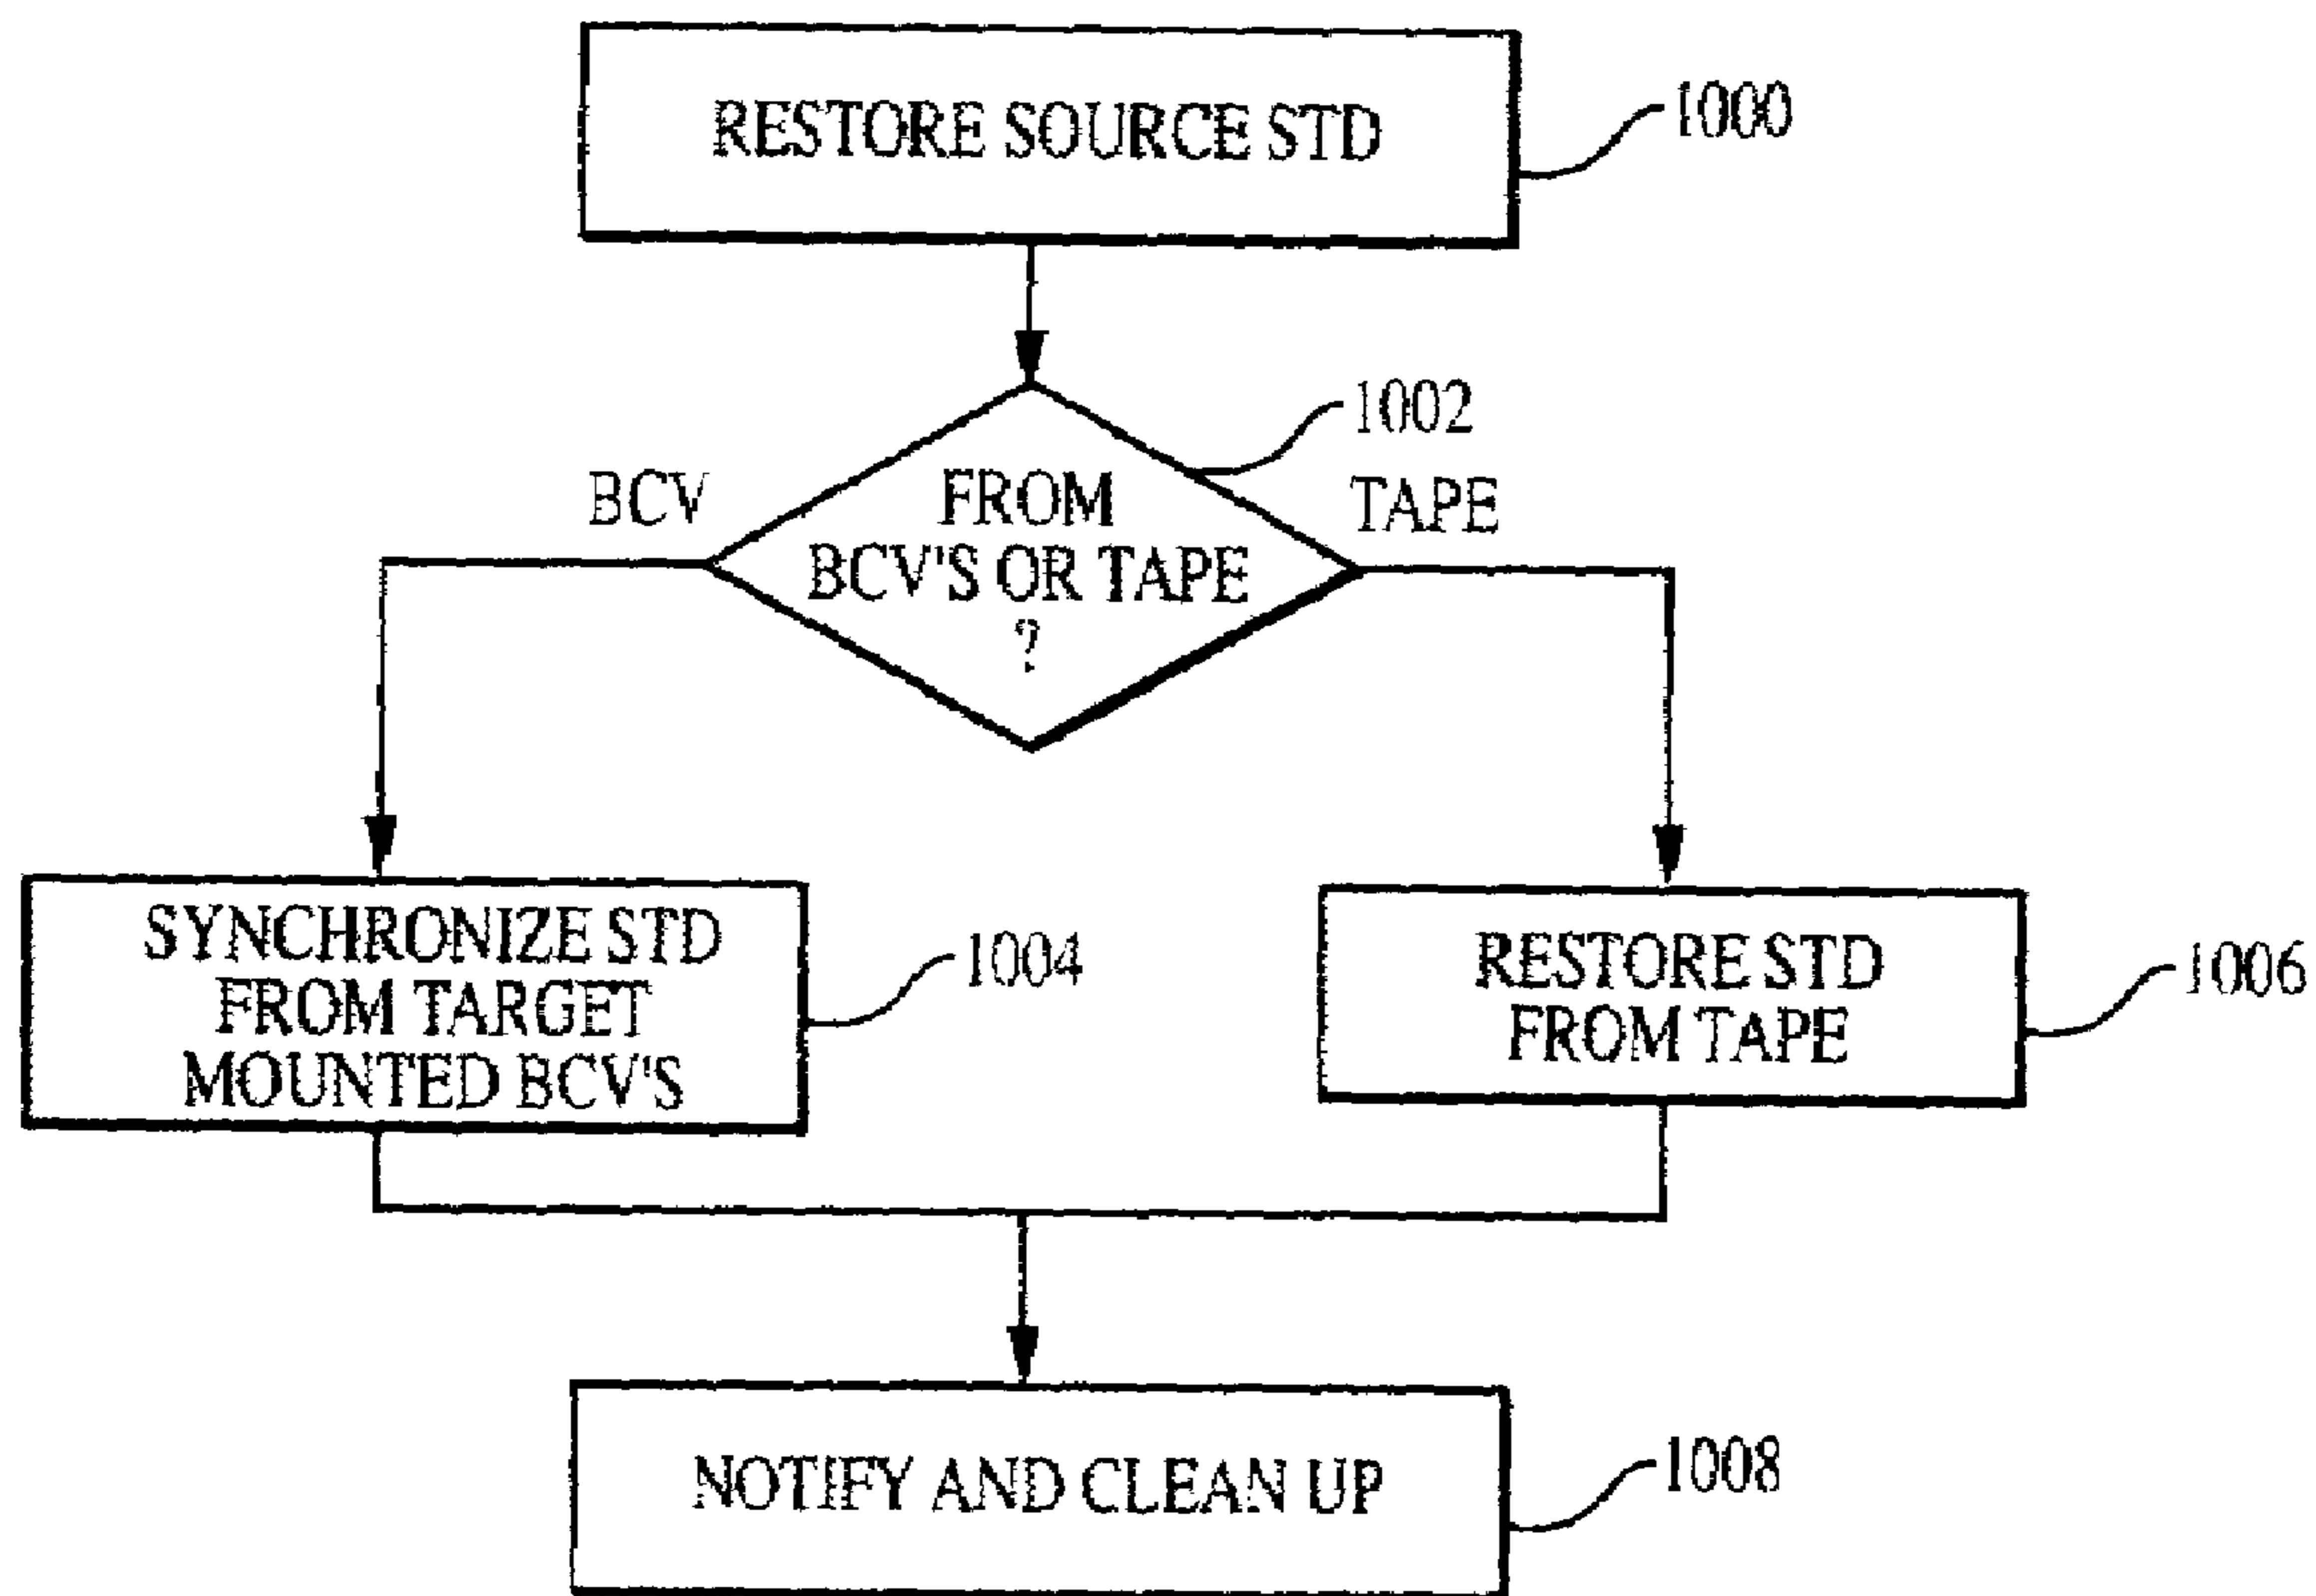 RESTORE SOURCE STD
1000
1002
BCV
FROM
TAPE
BCV'S OR TAPE
?
SYNCHRONIZE STD
FROM TARGET
MOUNTED BCV'S
1004
RESTORE STD
FROM TAPE
1006
NOTIFY AND CLEAN UP
1008